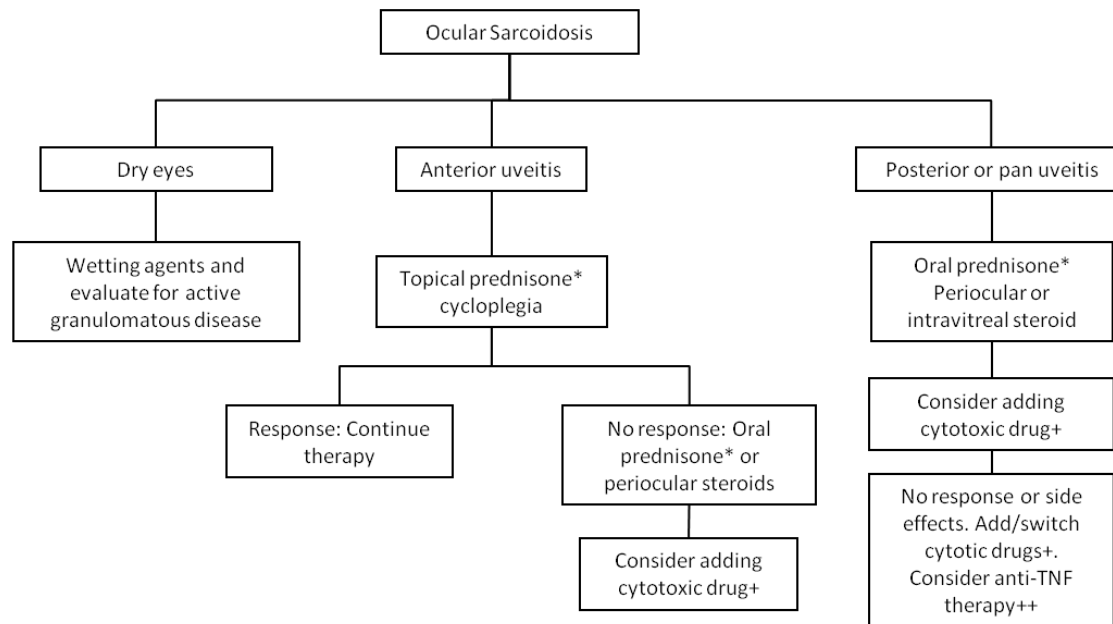 Ocular Sarcoidosis
Dry eyes
Anterior uveitis
Posterior or pan uveitis
Wetting agents and
evaluate for active
granulomatous disease
Topical prednisone*
cycloplegia
Oral prednisone*
Periocular or
intravitreal steroid
Response: Continue
therapy
No response: Oral
prednisone* or
periocular steroids
Consider adding
cytotoxic drug+
Consider adding
cytotoxic drug+
No response or side
effects. Add/switch
cytotic drugs+.
Consider anti-TNF
therapy++